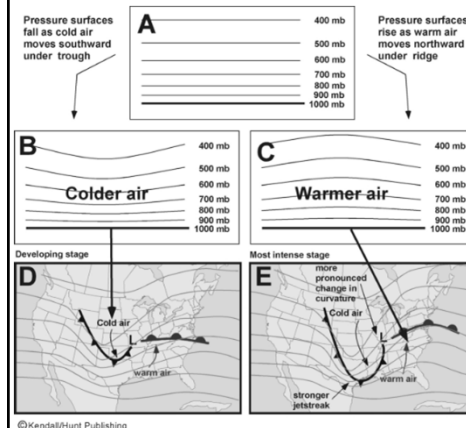 Pressure surfaces
fall as cold air
moves southward
under trough
A
400 mb
500 mb
600 mb
700 mb
800 mb
900 mb
1000 mb
Pressure surfaces
rise as warm air
moves northward
under ridge
B
Colder air
400 mb
500 mb
600 mb
700 mb
800 mb
900 mb
1000 mb
C
Warmer air
400 mb
500 mb
600 mb
700 mb
800 mb
900 mb
1000 mb
Developing stage
D
Cold air
L
warm air
Most intense stage
E
more
pronounced
change in
curvature
Cold air
L
warm air
stronger
jetstreak
©Kendall/Hunt Publishing